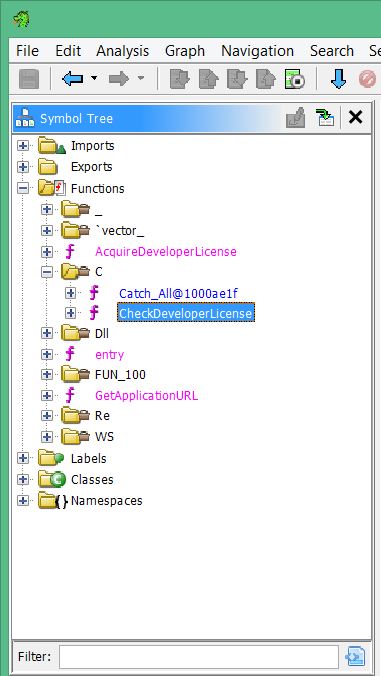 File Edit Analysis Graph Navigation Search Se
Symbol Tree
Imports
Exports
Functions
_
`vector_
AcquireDeveloperLicense
C
Catch_All@1000ae1f
CheckDeveloperLicense
Dll
entry
FUN_100
GetApplicationURL
Re
WS
Labels
Classes
Namespaces
Filter: